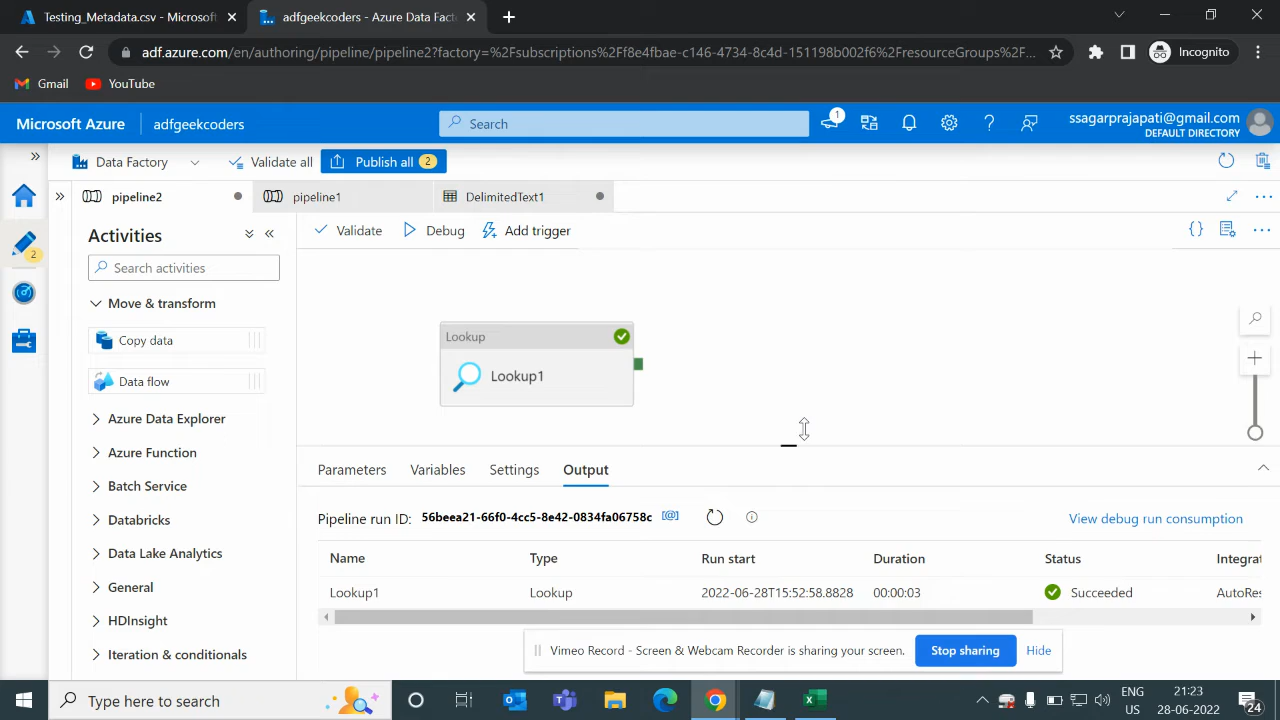 Testing_Metadata.csv - Microsoft
adfgeekcoders - Azure Data Fact
adf.azure.com/en/authoring/pipeline/pipeline2?factory=%2Fsubscriptions%2Ff8e4fbae-c146-4734-8c4d-151198b002f6%2FresourceGroups%2F...
Incognito
Gmail
YouTube
Microsoft Azure
adfgeekcoders
Search
1
ssagarprajapati@gmail.com
DEFAULT DIRECTORY
Data Factory
Validate all
Publish all
2
pipeline2
pipeline1
DelimitedText1
Activities
Validate
Debug
Add trigger
2
Search activities
Move & transform
Copy data
Data flow
Azure Data Explorer
Azure Function
Batch Service
Databricks
Data Lake Analytics
General
HDInsight
Iteration & conditionals
Lookup
Lookup1
Parameters
Variables
Settings
Output
Pipeline run ID: 56beea21-66f0-4cc5-8e42-0834fa06758c [@]
View debug run consumption
Name
Type
Run start
Duration
Status
Integrat
Lookup1
Lookup
2022-06-28T15:52:58.8828
00:00:03
Succeeded
AutoRes
Vimeo Record - Screen & Webcam Recorder is sharing your screen.
Stop sharing
Hide
Type here to search
ENG
US
21:23
28-06-2022
24